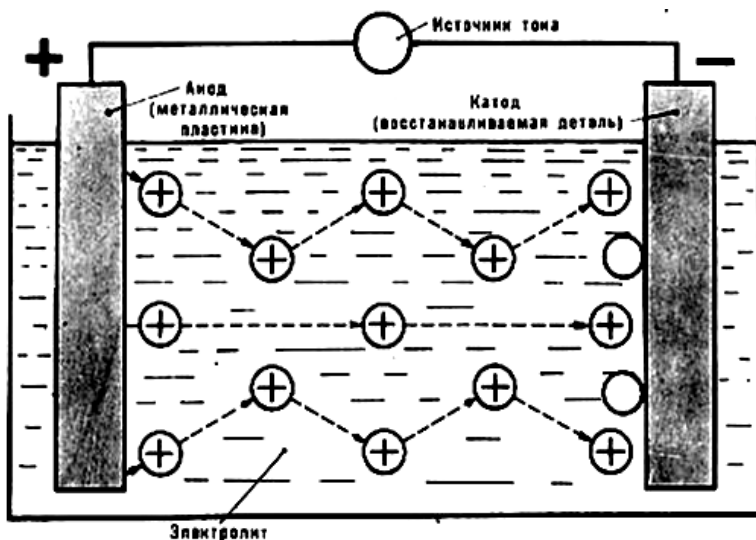 Источник тока
+
−
Анод
(металлическая
пластина)
Катод
(восстанавливаемая деталь)
+ + +
+ +
+ + +
+ +
+ + +
Электролит